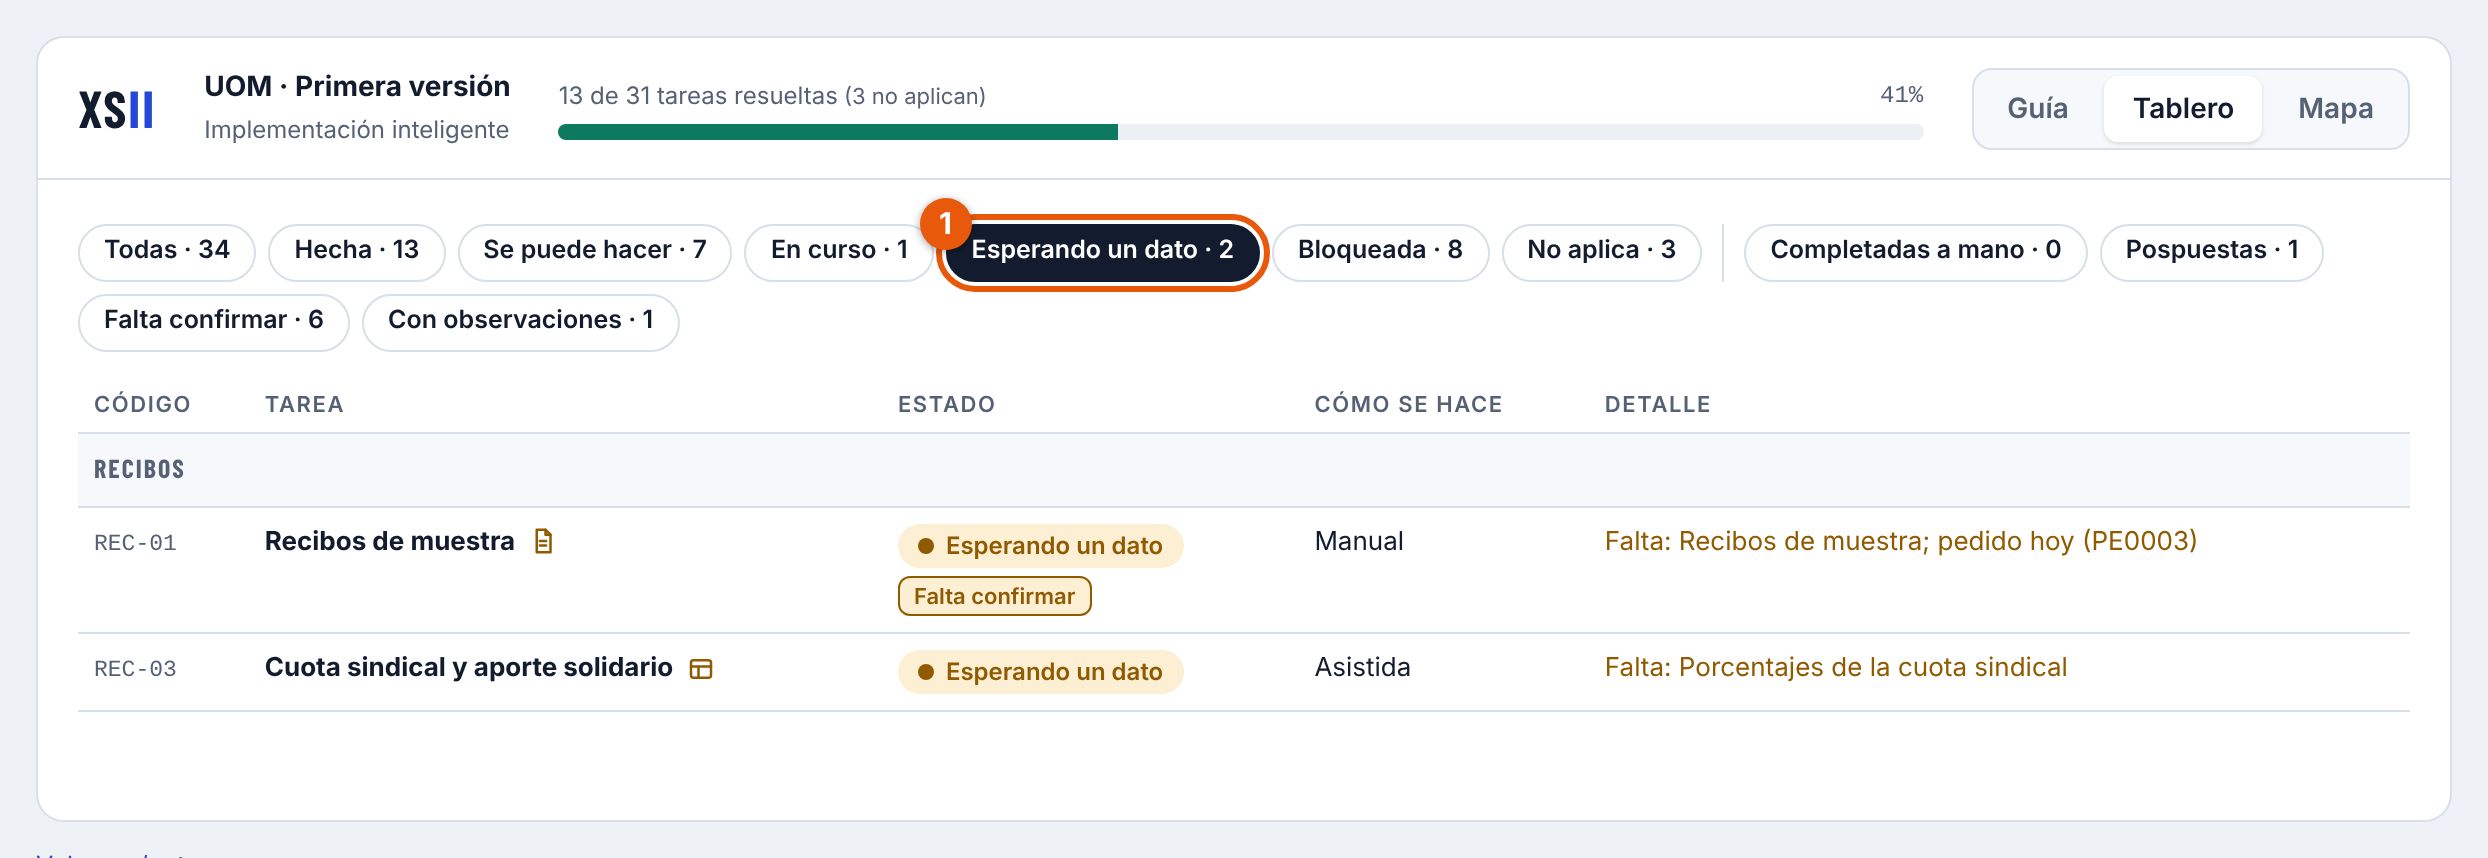 XSII
UOM · Primera versión
Implementación inteligente
13 de 31 tareas resueltas (3 no aplican)
41%
Guía
Tablero
Mapa
1
Todas · 34
Hecha · 13
Se puede hacer · 7
En curso · 1
Esperando un dato · 2
Bloqueada · 8
No aplica · 3
Completadas a mano · 0
Pospuestas · 1
Falta confirmar · 6
Con observaciones · 1
CÓDIGO
TAREA
ESTADO
CÓMO SE HACE
DETALLE
RECIBOS
REC-01
Recibos de muestra
Esperando un dato
Falta confirmar
Manual
Falta: Recibos de muestra; pedido hoy (PE0003)
REC-03
Cuota sindical y aporte solidario
Esperando un dato
Asistida
Falta: Porcentajes de la cuota sindical